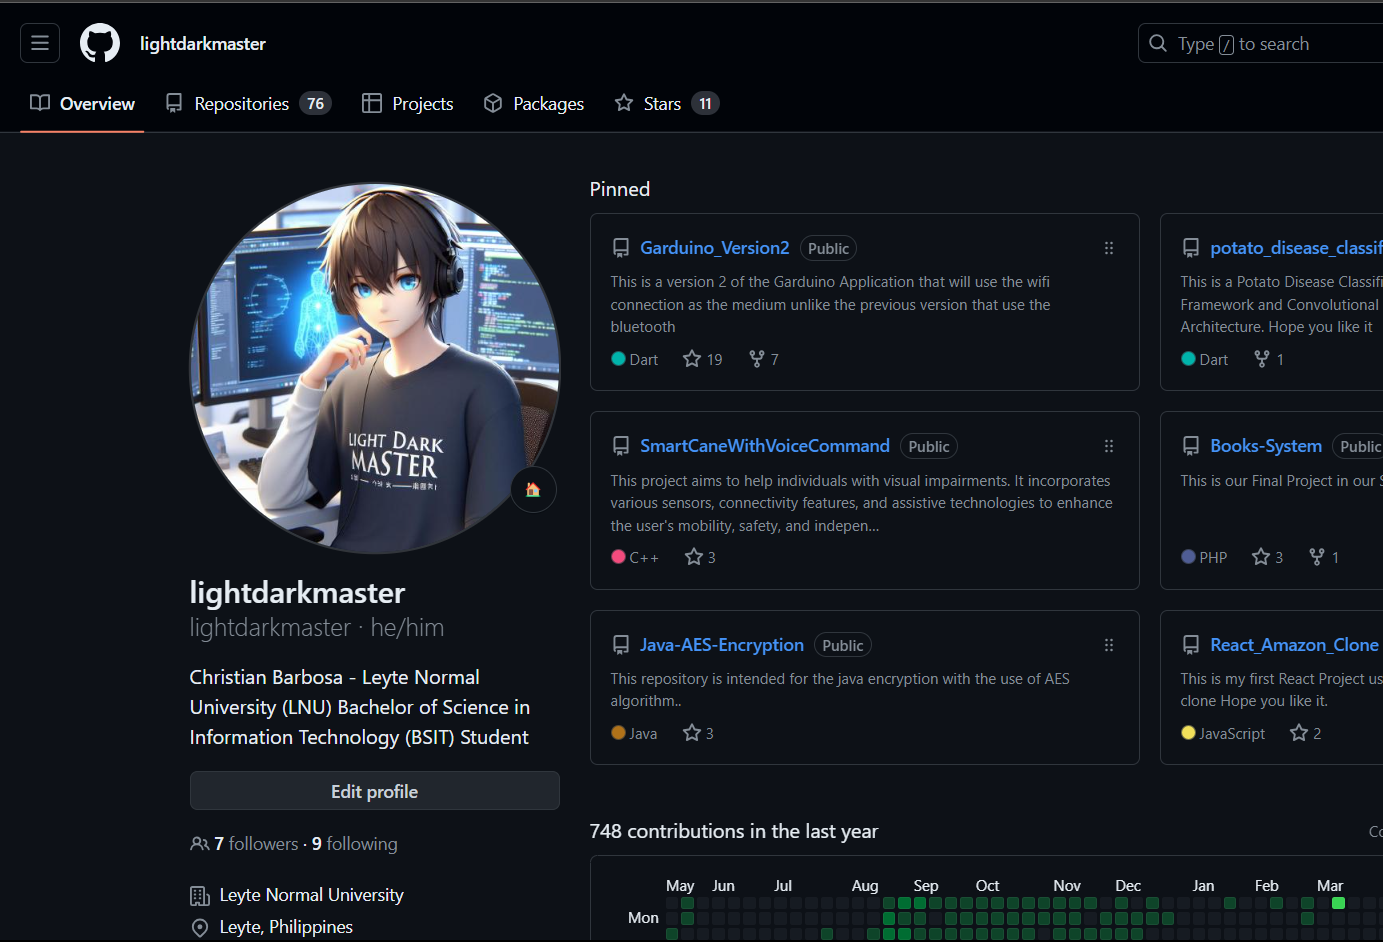 lightdarkmaster
Type / to search
Overview
Repositories 76
Projects
Packages
Stars 11
LIGHT DARK
MASTER
lightdarkmaster
lightdarkmaster · he/him
Christian Barbosa - Leyte Normal
University (LNU) Bachelor of Science in
Information Technology (BSIT) Student
Edit profile
7 followers · 9 following
Leyte Normal University
Leyte, Philippines
Pinned
Garduino_Version2 Public
This is a version 2 of the Garduino Application that will use the wifi
connection as the medium unlike the previous version that use the
bluetooth
Dart 19 7
potato_disease_classif
This is a Potato Disease Classifi
Framework and Convolutional
Architecture. Hope you like it
Dart 1
SmartCaneWithVoiceCommand Public
This project aims to help individuals with visual impairments. It incorporates
various sensors, connectivity features, and assistive technologies to enhance
the user's mobility, safety, and indepen...
C++ 3
Books-System Public
This is our Final Project in our S
PHP 3 1
Java-AES-Encryption Public
This repository is intended for the java encryption with the use of AES
algorithm..
Java 3
React_Amazon_Clone
This is my first React Project us
clone Hope you like it.
JavaScript 2
748 contributions in the last year
Co
May Jun Jul Aug Sep Oct Nov Dec Jan Feb Mar
Mon